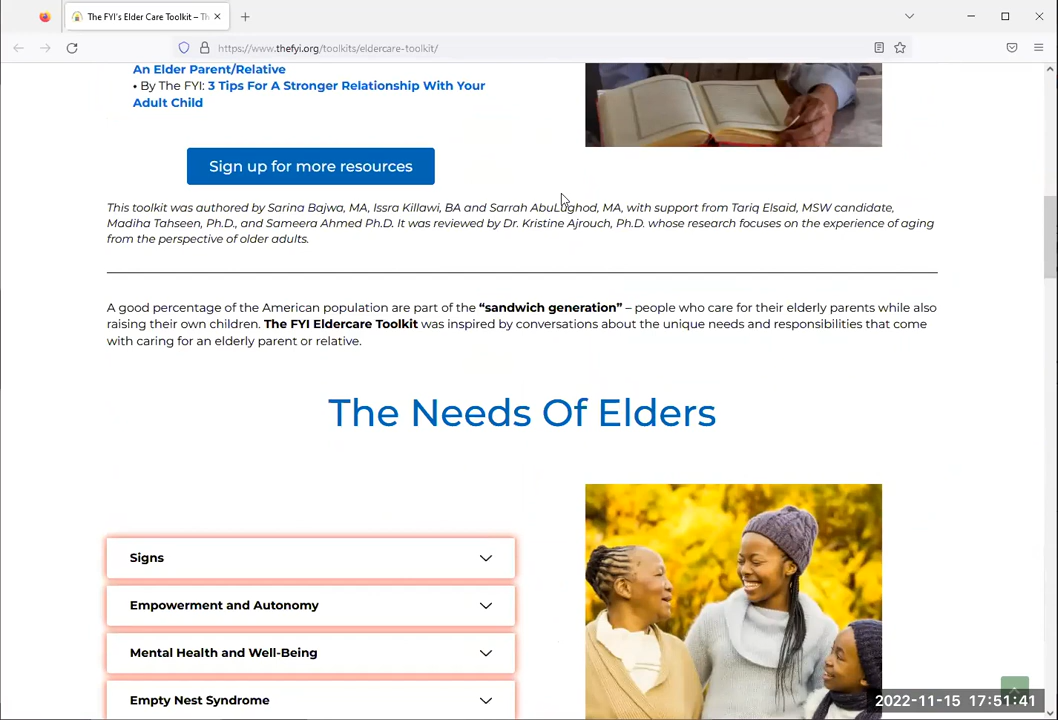 The FYI's Elder Care Toolkit – Th
https://www.thefyi.org/toolkits/eldercare-toolkit/
An Elder Parent/Relative
• By The FYI: 3 Tips For A Stronger Relationship With Your
Adult Child
Sign up for more resources
This toolkit was authored by Sarina Bajwa, MA, Issra Killawi, BA and Sarrah AbuLughod, MA, with support from Tariq Elsaid, MSW candidate,
Madiha Tahseen, Ph.D., and Sameera Ahmed Ph.D. It was reviewed by Dr. Kristine Ajrouch, Ph.D. whose research focuses on the experience of aging
from the perspective of older adults.
A good percentage of the American population are part of the “sandwich generation” – people who care for their elderly parents while also
raising their own children. The FYI Eldercare Toolkit was inspired by conversations about the unique needs and responsibilities that come
with caring for an elderly parent or relative.
The Needs Of Elders
Signs
Empowerment and Autonomy
Mental Health and Well-Being
Empty Nest Syndrome
2022-11-15 17:51:41